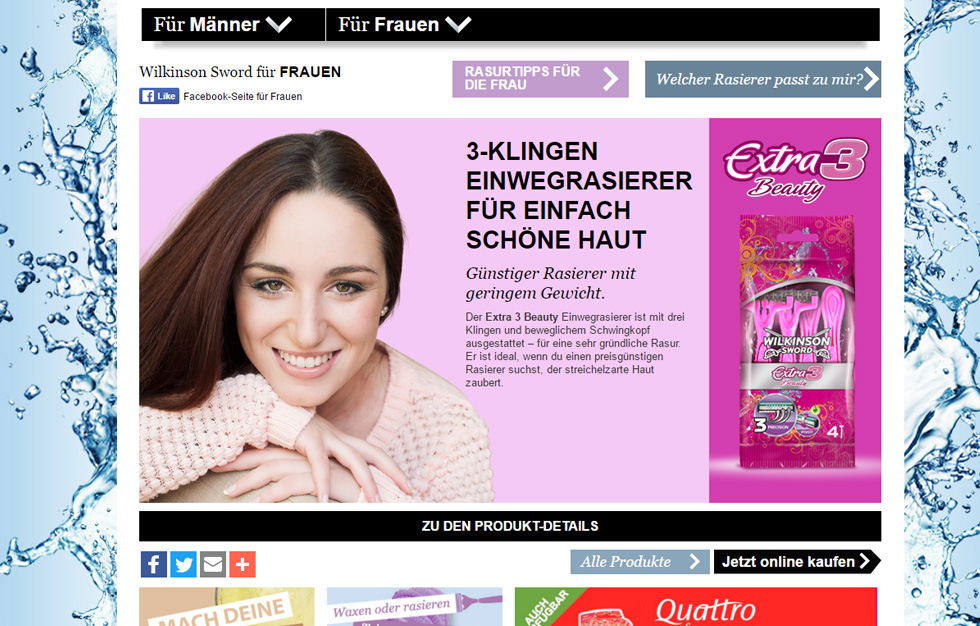 Für Männer
Für Frauen
Wilkinson Sword für FRAUEN
Like
Facebook-Seite für Frauen
RASURTIPPS FÜR
DIE FRAU
Welcher Rasierer passt zu mir?
3-KLINGEN
EINWEGRASIERER
FÜR EINFACH
SCHÖNE HAUT
Günstiger Rasierer mit
geringem Gewicht.
Der Extra 3 Beauty Einwegrasierer ist mit drei
Klingen und beweglichem Schwingkopf
ausgestattet – für eine sehr gründliche Rasur.
Er ist ideal, wenn du einen preisgünstigen
Rasierer suchst, der streichelzarte Haut
zaubert.
Extra 3
Beauty
WILKINSON
SWORD
Extra 3
Beauty
3 PRECISION
4
ZU DEN PRODUKT-DETAILS
Alle Produkte
Jetzt online kaufen
MACH DEINE
Waxen oder rasieren
AUCH
Quattro